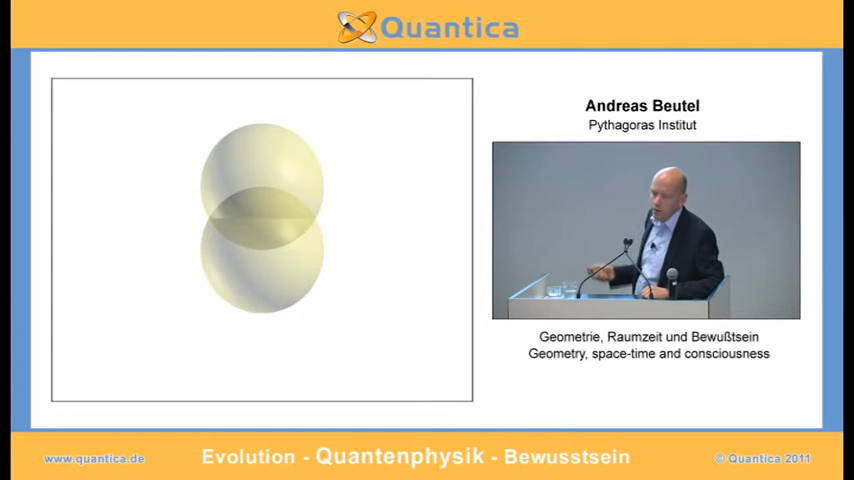 Quantica
Andreas Beutel
Pythagoras Institut
Geometrie, Raumzeit und Bewußtsein
Geometry, space-time and consciousness
www.quantica.de
Evolution - Quantenphysik - Bewusstsein
© Quantica 2011